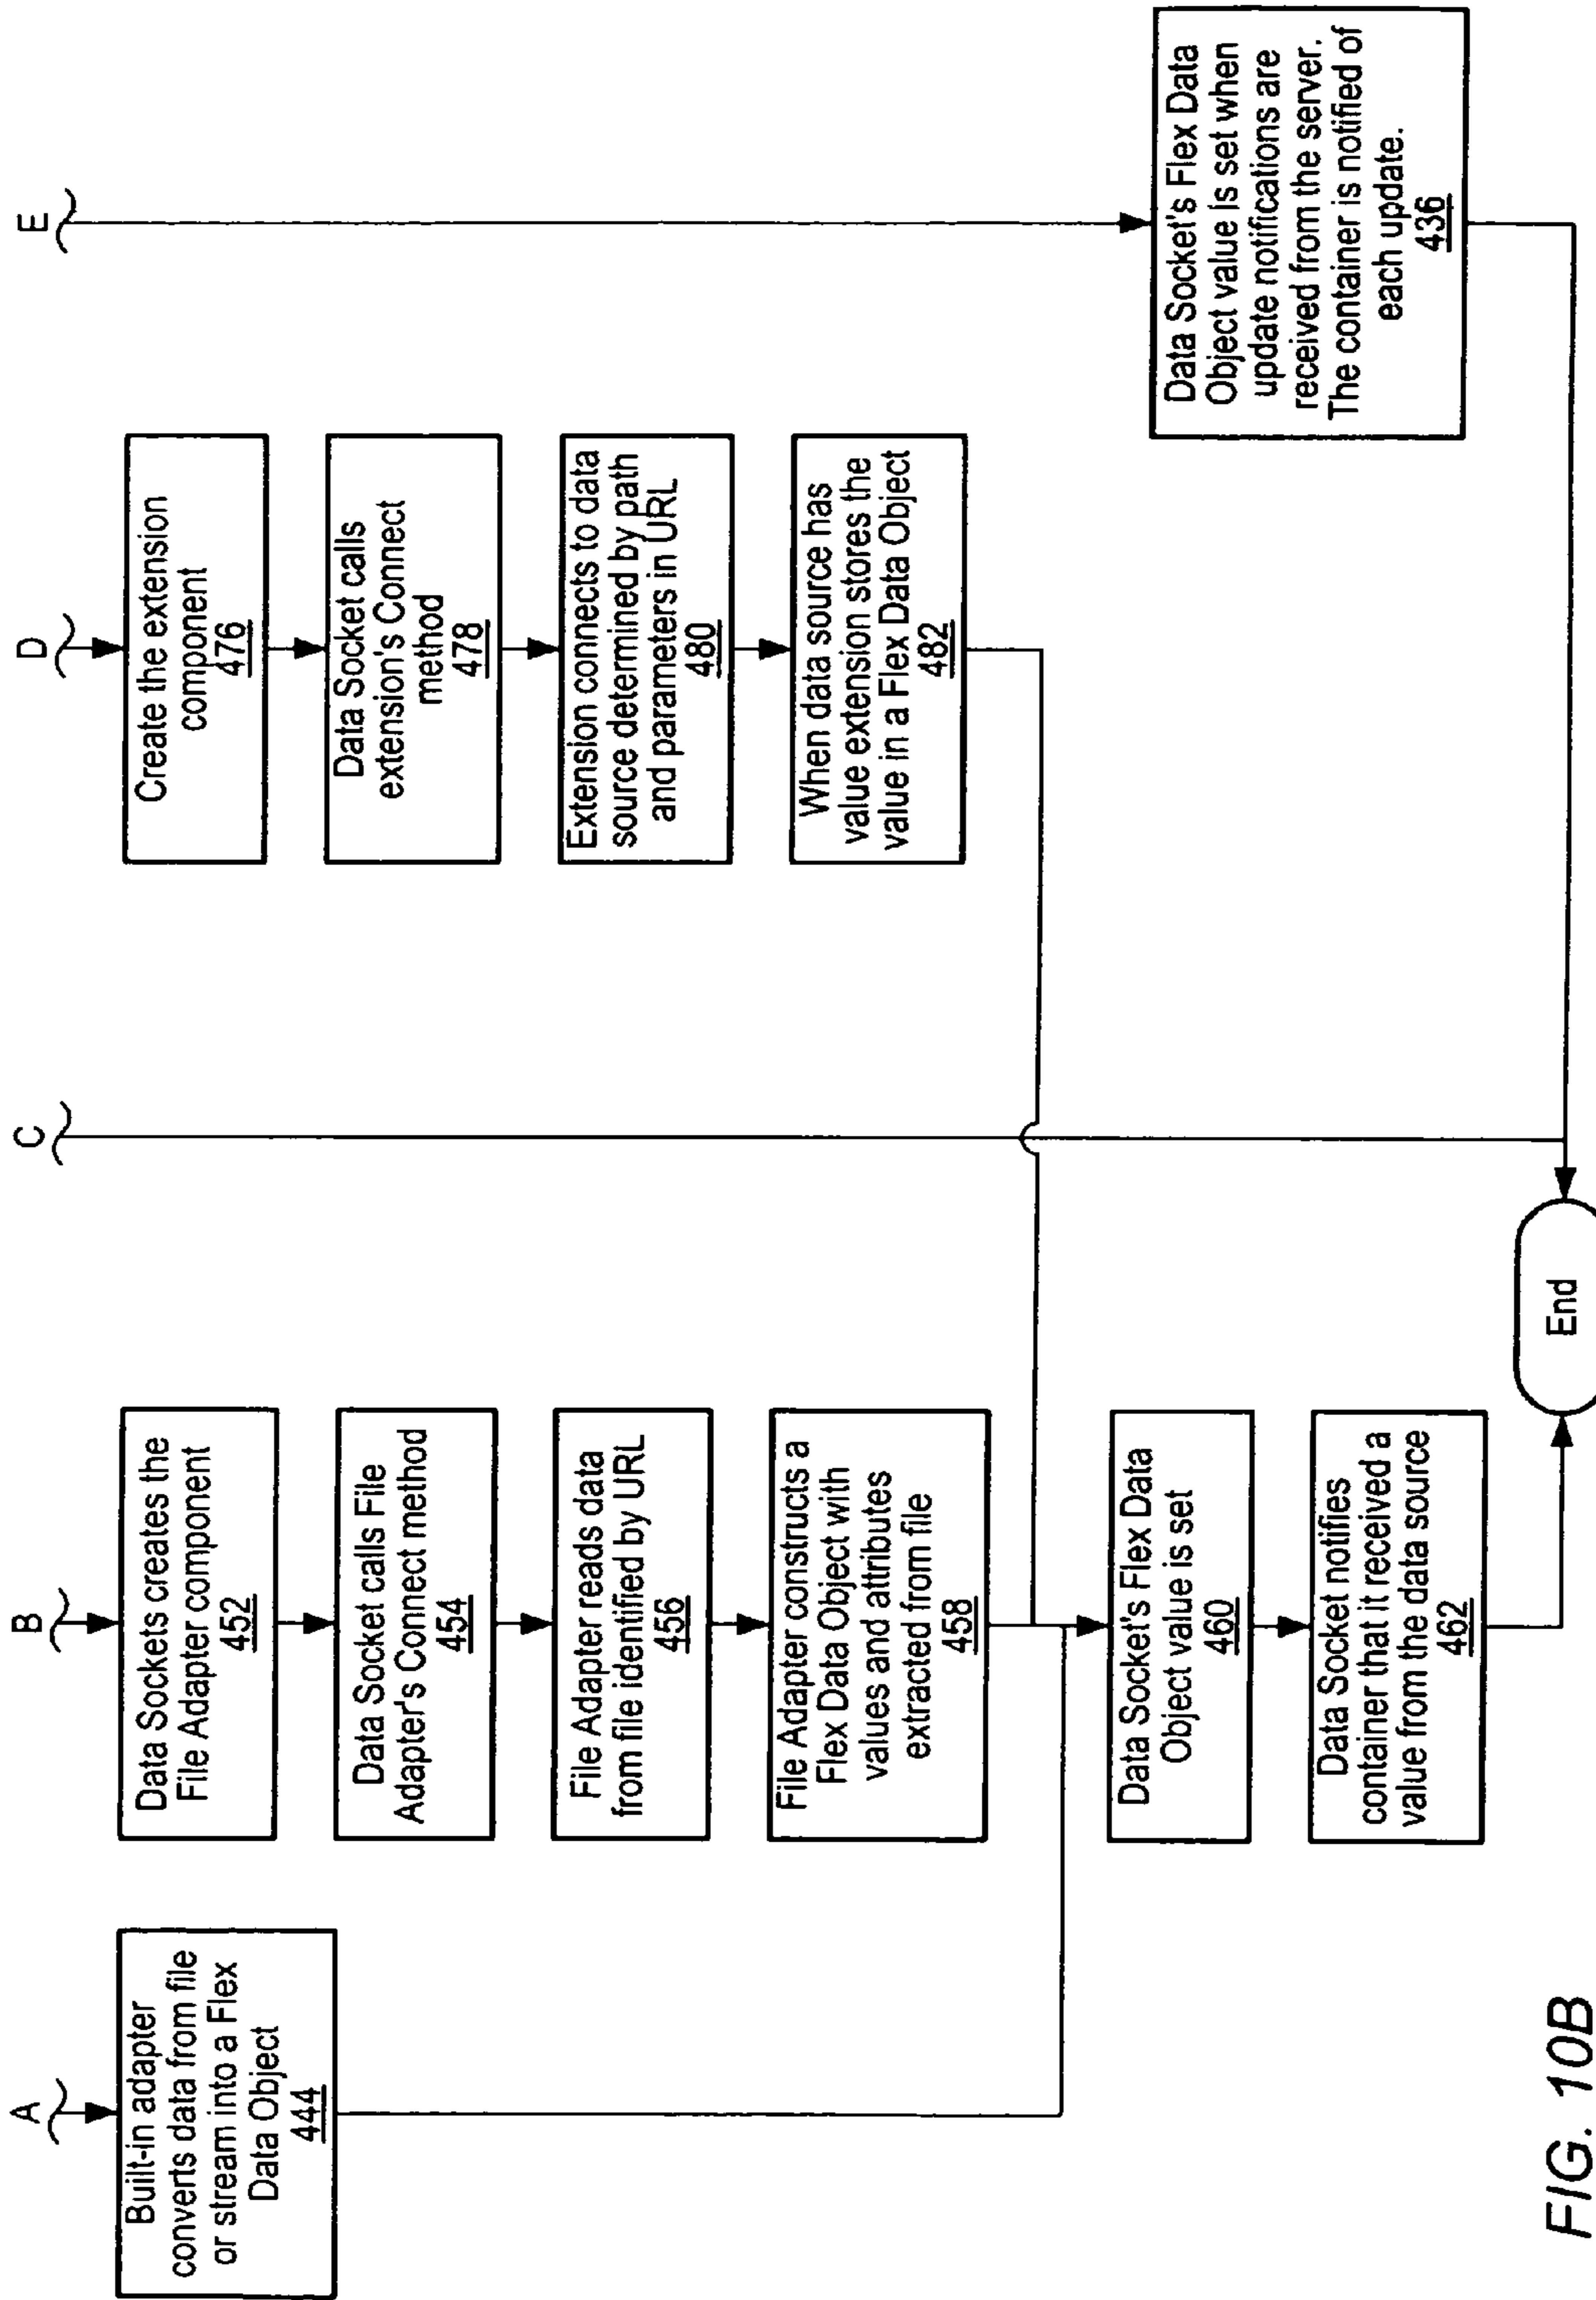 A
Built-in adapter
converts data from file
or stream into a Flex
Data Object
444
B
Data Sockets creates the
File Adapter component
452
Data Socket calls File
Adapter's Connect method
454
File Adapter reads data
from file identified by URL
456
File Adapter constructs a
Flex Data Object with
values and attributes
extracted from file
458
Data Socket's Flex Data
Object value is set
460
Data Socket notifies
container that it received a
value from the data source
462
C
End
D
Create the extension
component
476
Data Socket calls
extension's Connect
method
478
Extension connects to data
source determined by path
and parameters in URL
480
When data source has
value extension stores the
value in a Flex Data Object
482
E
Data Socket's Flex Data
Object value is set when
update notifications are
received from the server.
The container is notified of
each update.
436
FIG. 10B